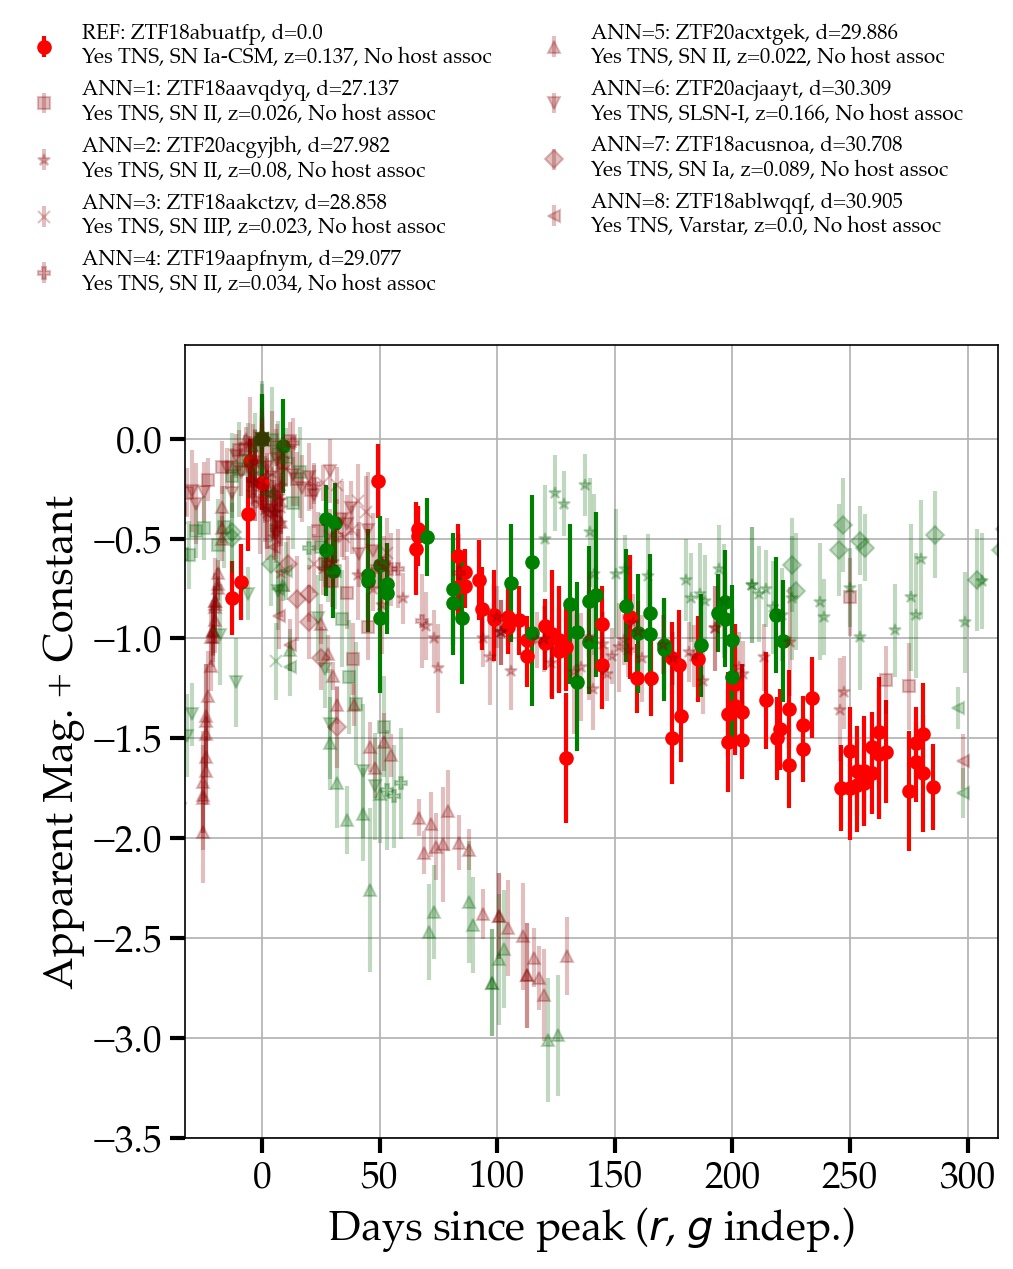 REF: ZTF18abuatfp, d=0.0
Yes TNS, SN Ia-CSM, z=0.137, No host assoc
ANN=1: ZTF18aavqdyq, d=27.137
Yes TNS, SN II, z=0.026, No host assoc
ANN=2: ZTF20acgyjbh, d=27.982
Yes TNS, SN II, z=0.08, No host assoc
ANN=3: ZTF18aakctzv, d=28.858
Yes TNS, SN IIP, z=0.023, No host assoc
ANN=4: ZTF19aapfnym, d=29.077
Yes TNS, SN II, z=0.034, No host assoc
ANN=5: ZTF20acxtgek, d=29.886
Yes TNS, SN II, z=0.022, No host assoc
ANN=6: ZTF20acjaayt, d=30.309
Yes TNS, SLSN-I, z=0.166, No host assoc
ANN=7: ZTF18acusnoa, d=30.708
Yes TNS, SN Ia, z=0.089, No host assoc
ANN=8: ZTF18ablwqqf, d=30.905
Yes TNS, Varstar, z=0.0, No host assoc
Apparent Mag. + Constant
0.0
−0.5
−1.0
−1.5
−2.0
−2.5
−3.0
−3.5
0 50 100 150 200 250 300
Days since peak (r, g indep.)